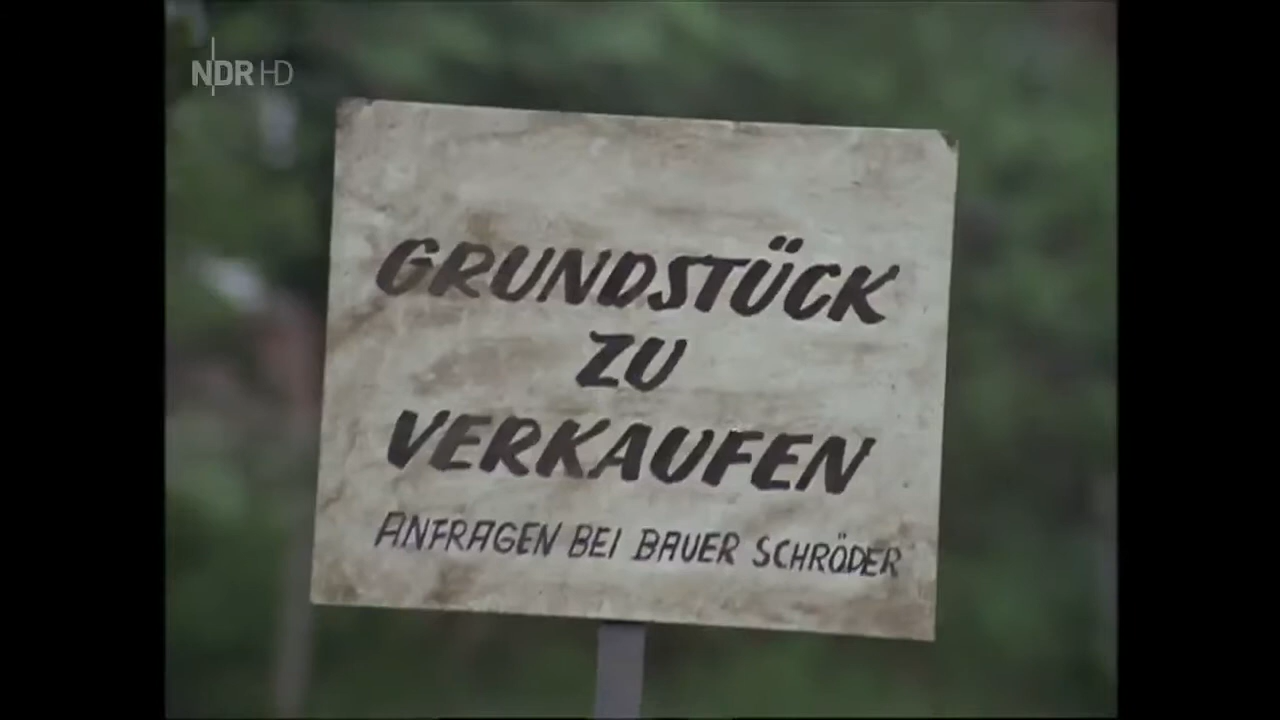 NDR HD
GRUNDSTÜCK
ZU
VERKAUFEN
ANFRAGEN BEI BAUER SCHRÖDER